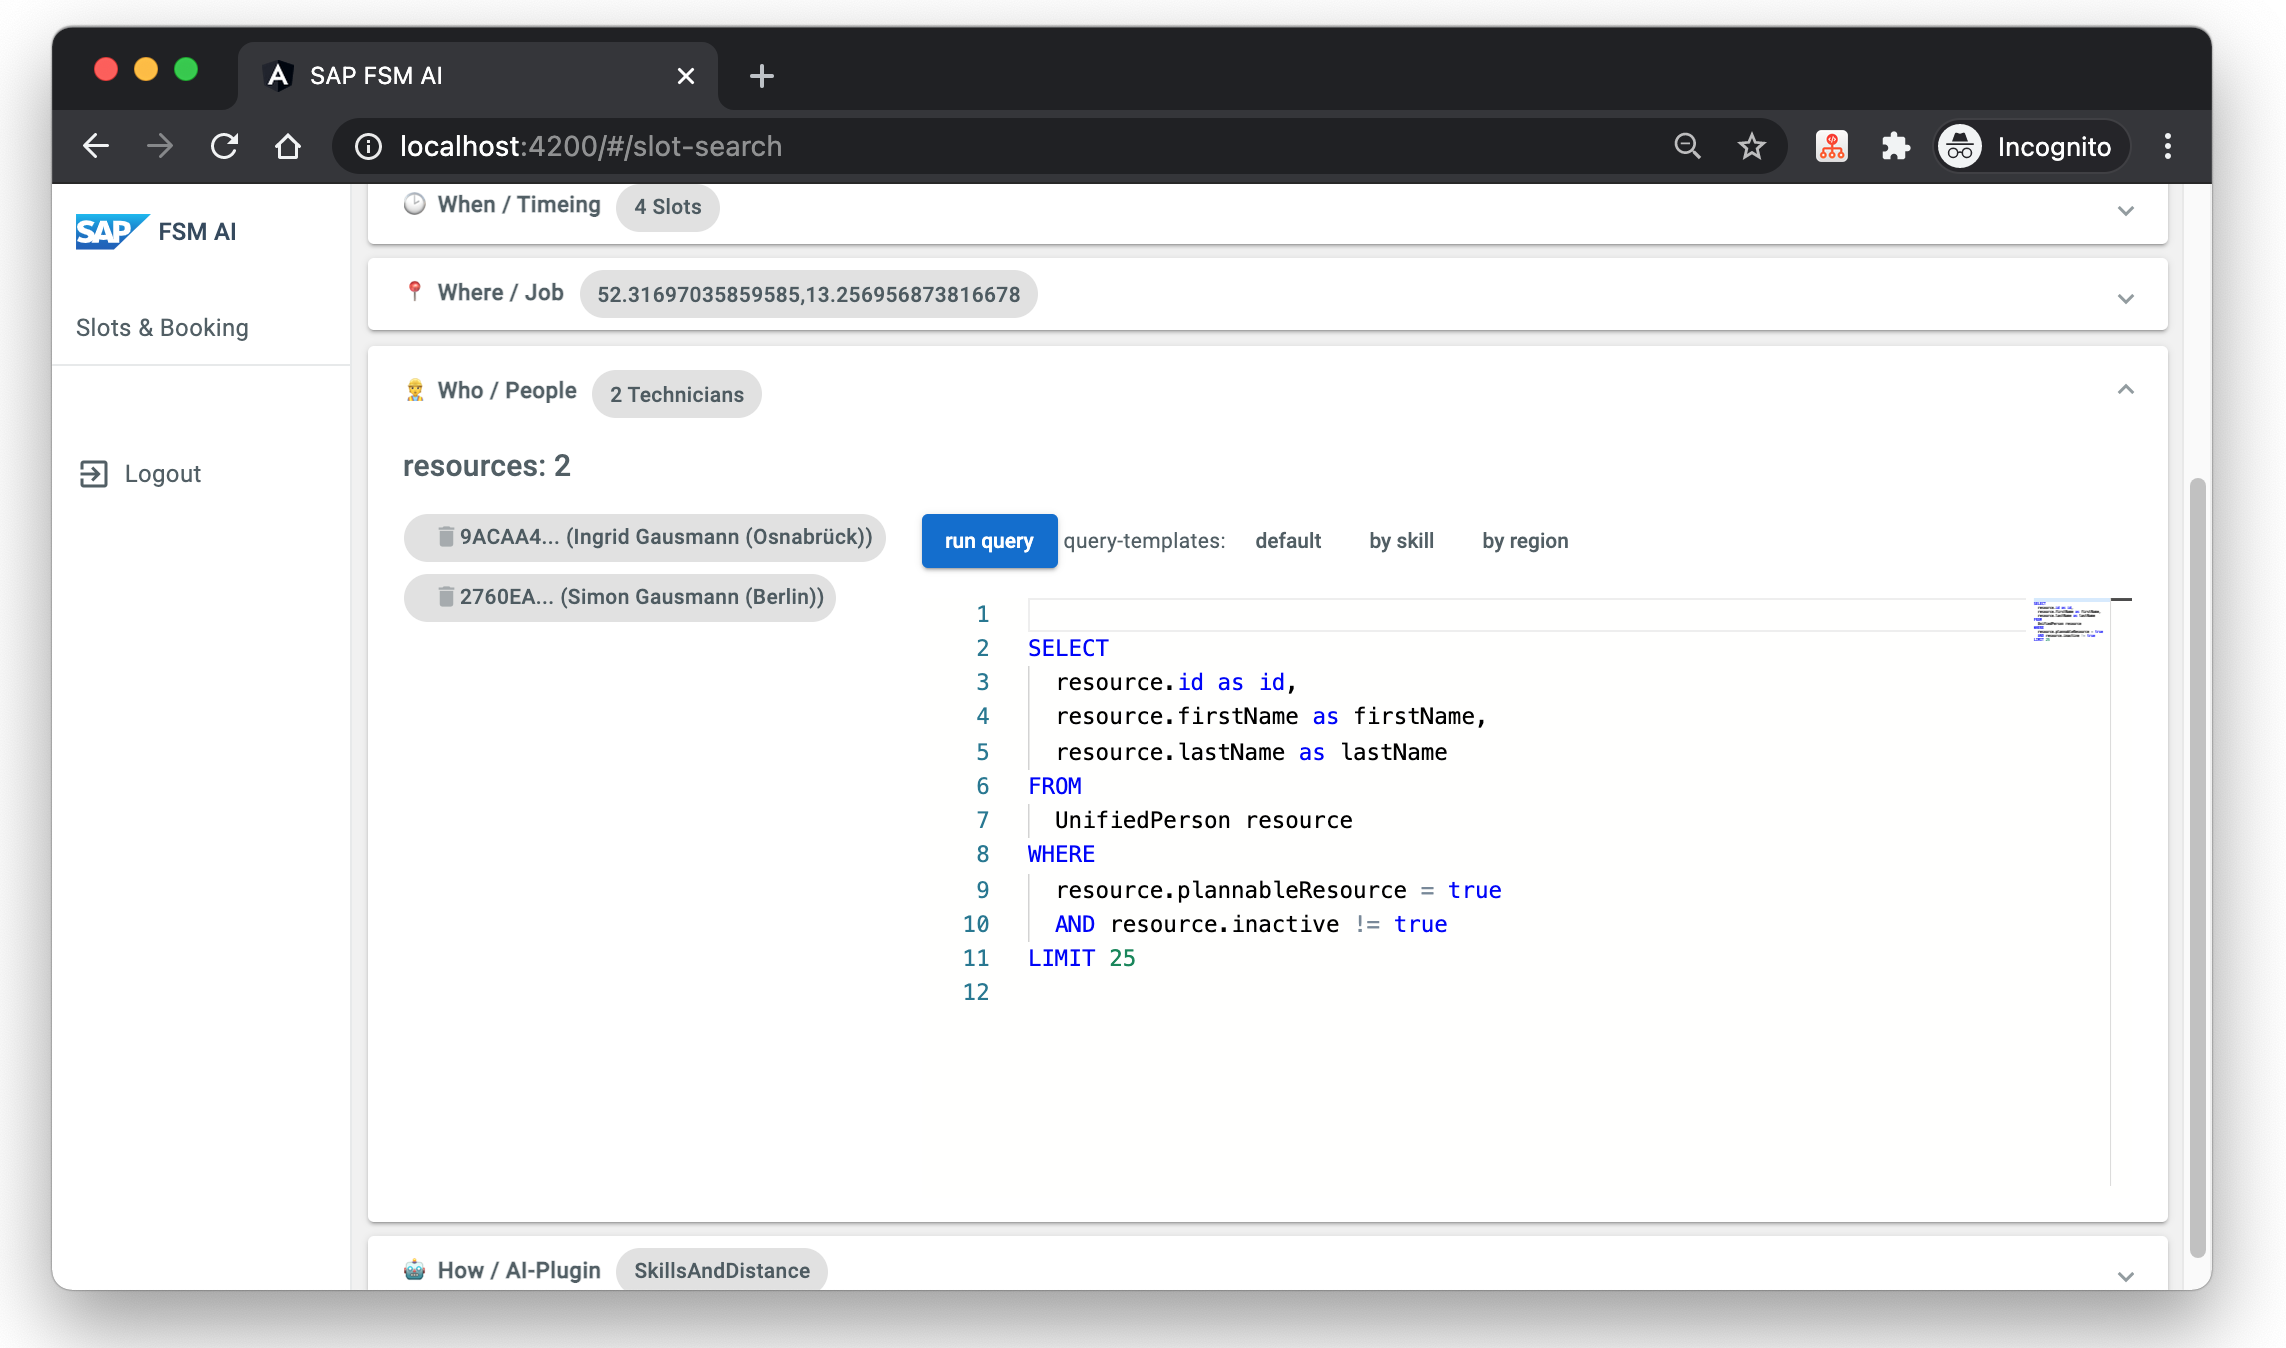 SAP FSM AI
localhost:4200/#/slot-search
Incognito
SAP FSM AI
Slots & Booking
Logout
When / Timeing 4 Slots
Where / Job 52.31697035859585,13.256956873816678
Who / People 2 Technicians
resources: 2
9ACAA4... (Ingrid Gausmann (Osnabrück))
2760EA... (Simon Gausmann (Berlin))
run query query-templates: default by skill by region
1
2 SELECT
3 resource.id as id,
4 resource.firstName as firstName,
5 resource.lastName as lastName
6 FROM
7 UnifiedPerson resource
8 WHERE
9 resource.plannableResource = true
10 AND resource.inactive != true
11 LIMIT 25
12
How / AI-Plugin SkillsAndDistance